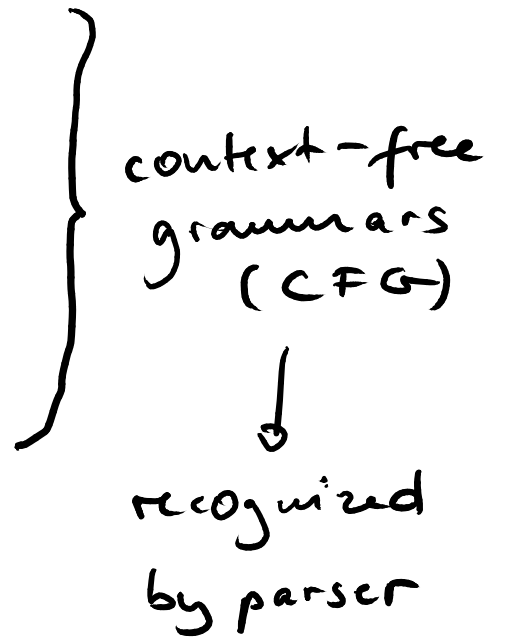 context-free
grammars
(CFG)
recognized
by parser